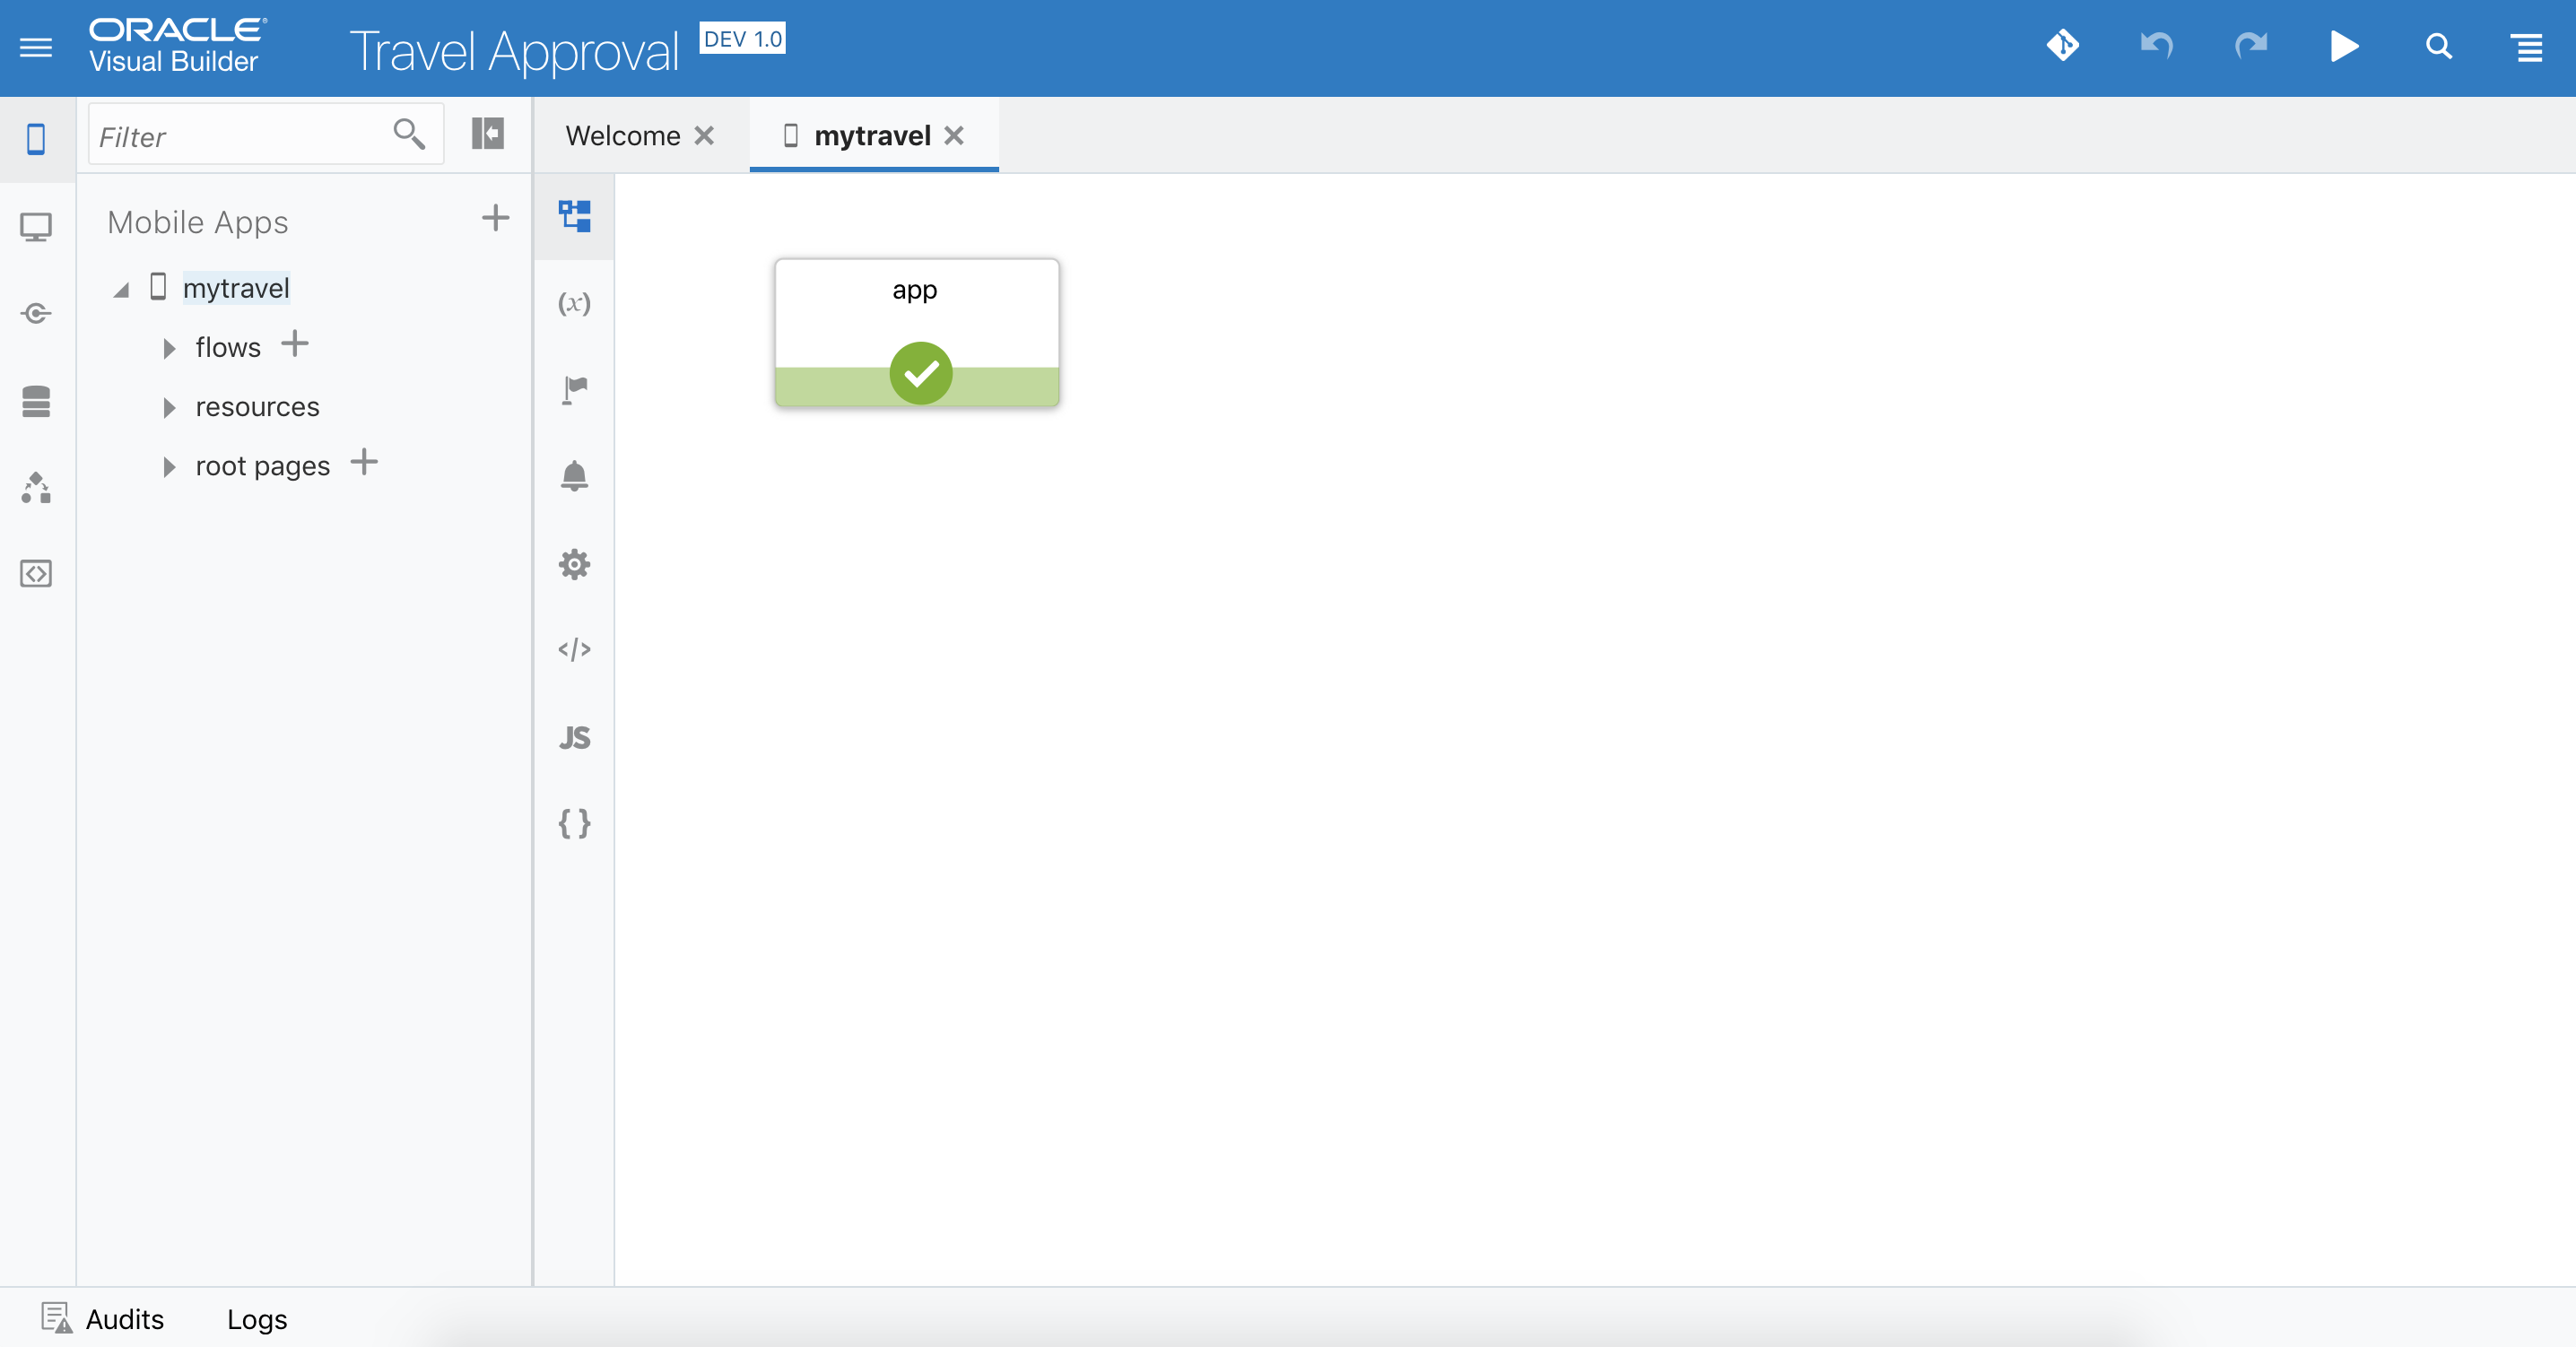 ORACLE
Visual Builder
Travel Approval
DEV 1.0
Filter
Welcome
mytravel
Mobile Apps
mytravel
flows
resources
root pages
app
(x)
</>
JS
{ }
Audits
Logs